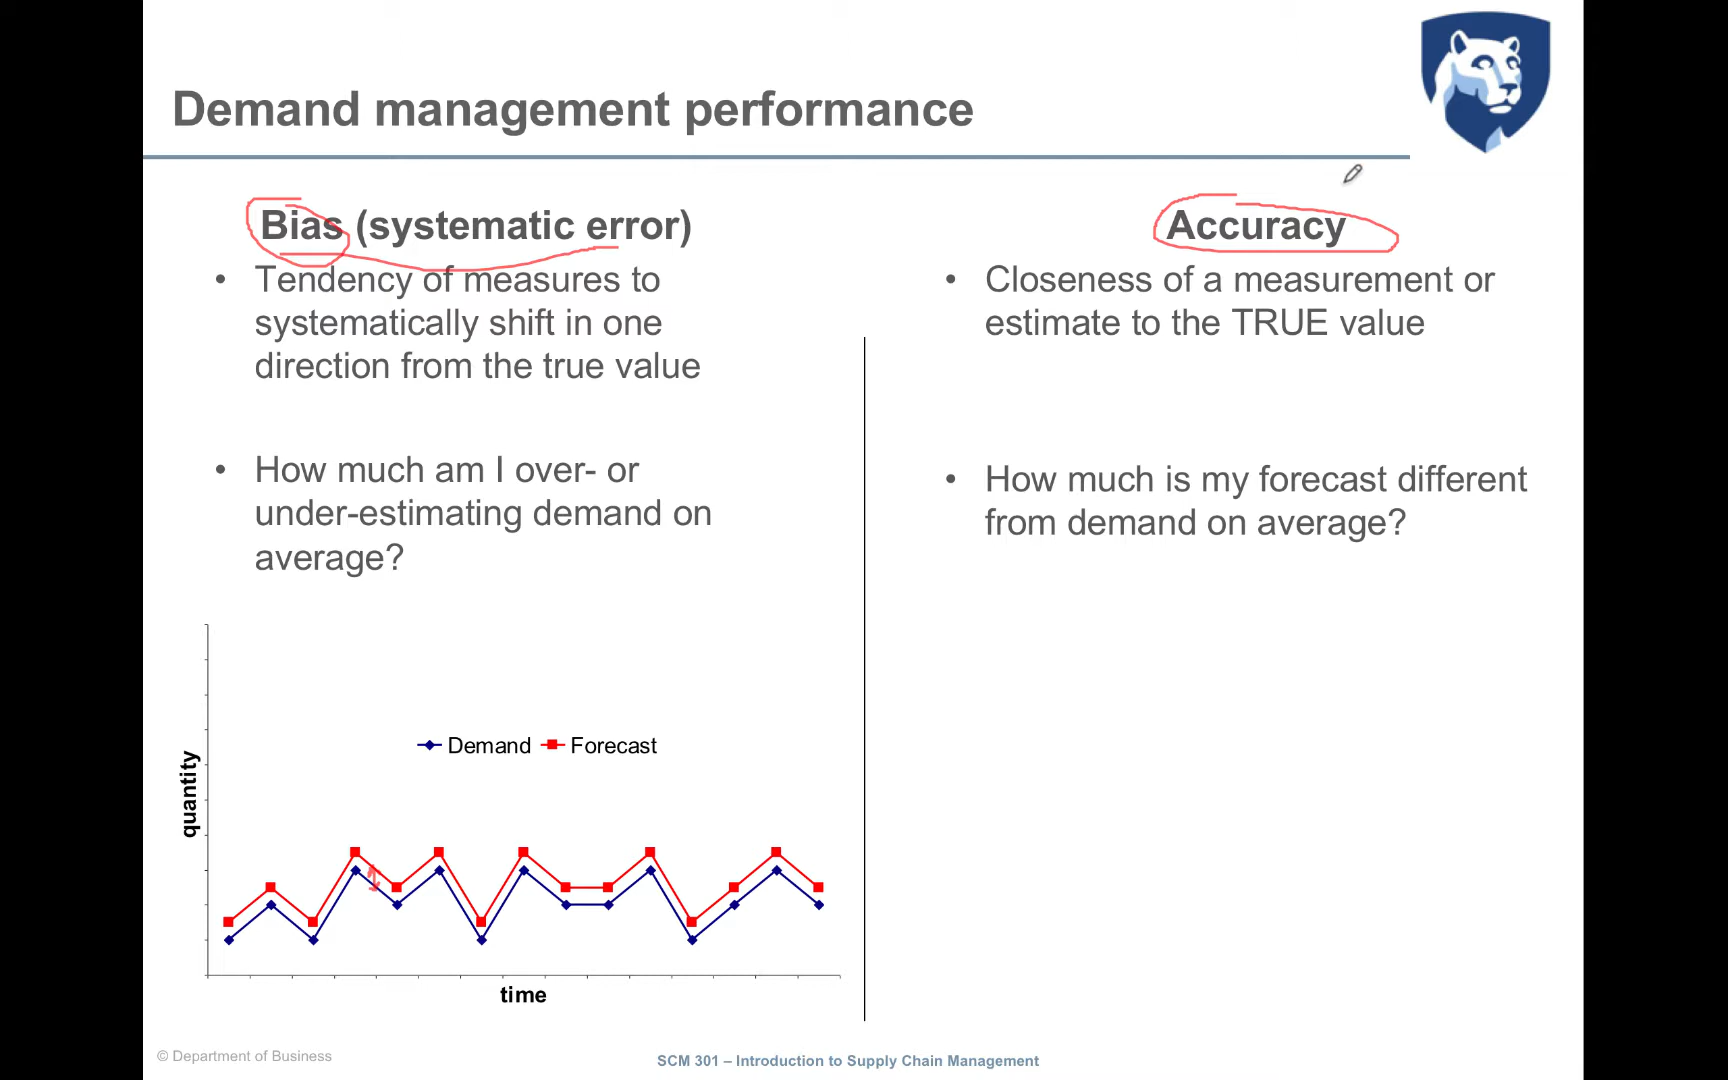 Demand management performance
Bias (systematic error)
• Tendency of measures to
systematically shift in one
direction from the true value
• How much am I over- or
under-estimating demand on
average?
Accuracy
• Closeness of a measurement or
estimate to the TRUE value
• How much is my forecast different
from demand on average?
Demand Forecast
quantity
time
© Department of Business
SCM 301 – Introduction to Supply Chain Management